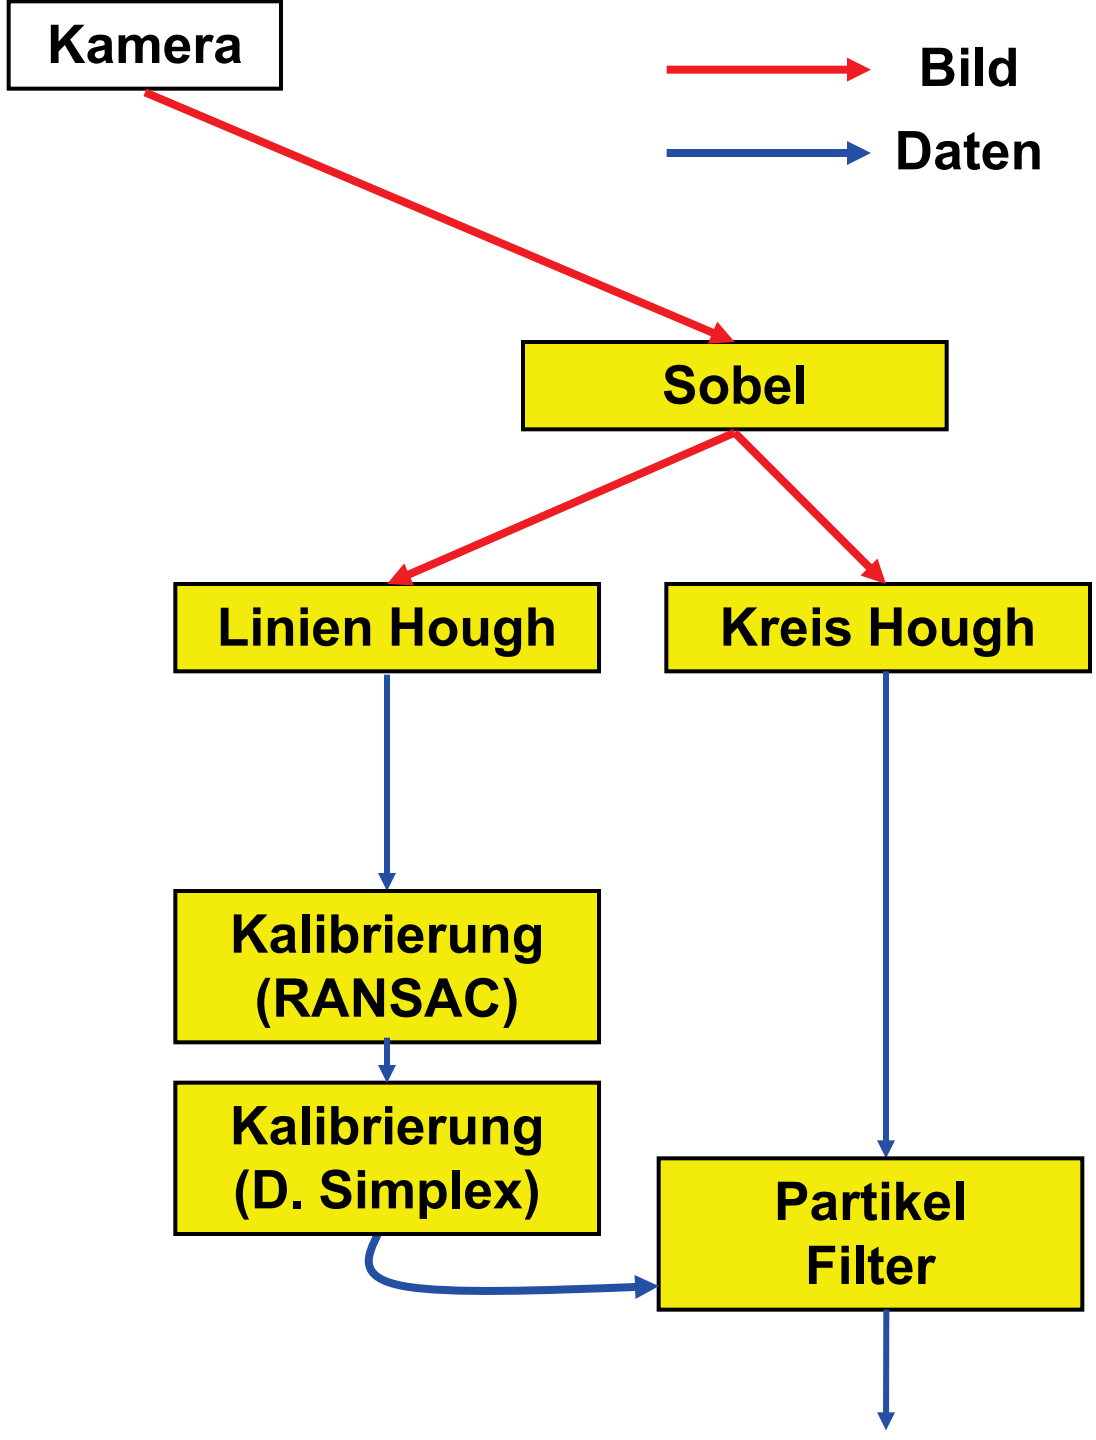 Kamera
Bild
Daten
Sobel
Linien Hough
Kreis Hough
Kalibrierung
(RANSAC)
Kalibrierung
(D. Simplex)
Partikel
Filter